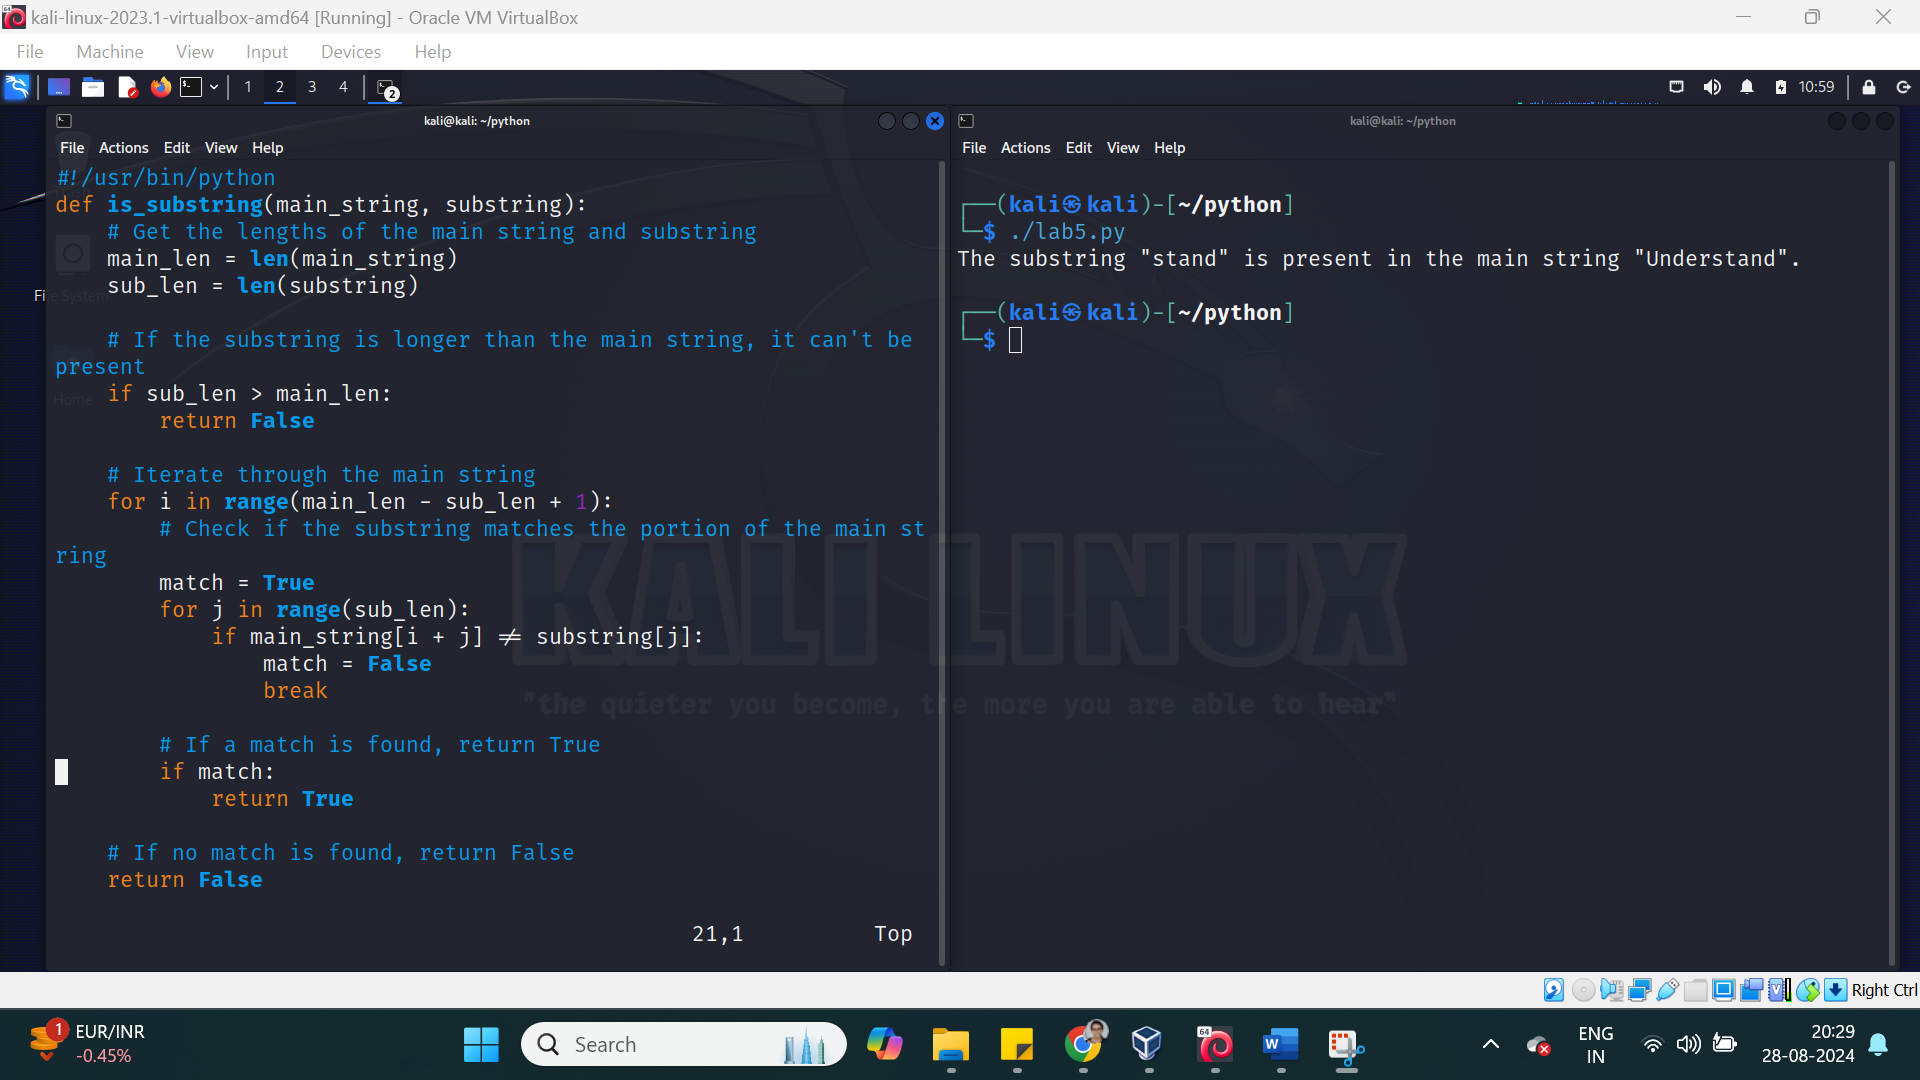 kali-linux-2023.1-virtualbox-amd64 [Running] - Oracle VM VirtualBox
File Machine View Input Devices Help
1 2 3 4 2 10:59
kali@kali: ~/python
File Actions Edit View Help
#!/usr/bin/python
def is_substring(main_string, substring):
    # Get the lengths of the main string and substring
    main_len = len(main_string)
    sub_len = len(substring)
    # If the substring is longer than the main string, it can't be
present
    if sub_len > main_len:
        return False
    # Iterate through the main string
    for i in range(main_len - sub_len + 1):
        # Check if the substring matches the portion of the main st
ring
        match = True
        for j in range(sub_len):
            if main_string[i + j] != substring[j]:
                match = False
                break
        # If a match is found, return True
        if match:
            return True
    # If no match is found, return False
    return False
21,1 Top
File System
Home
kali@kali: ~/python
File Actions Edit View Help
┌──(kali㉿kali)-[~/python]
└─$ ./lab5.py
The substring "stand" is present in the main string "Understand".
┌──(kali㉿kali)-[~/python]
└─$
KALI LINUX
"the quieter you become, the more you are able to hear"
Right Ctrl
1 EUR/INR
-0.45%
Search
64
W
ENG
IN
20:29
28-08-2024